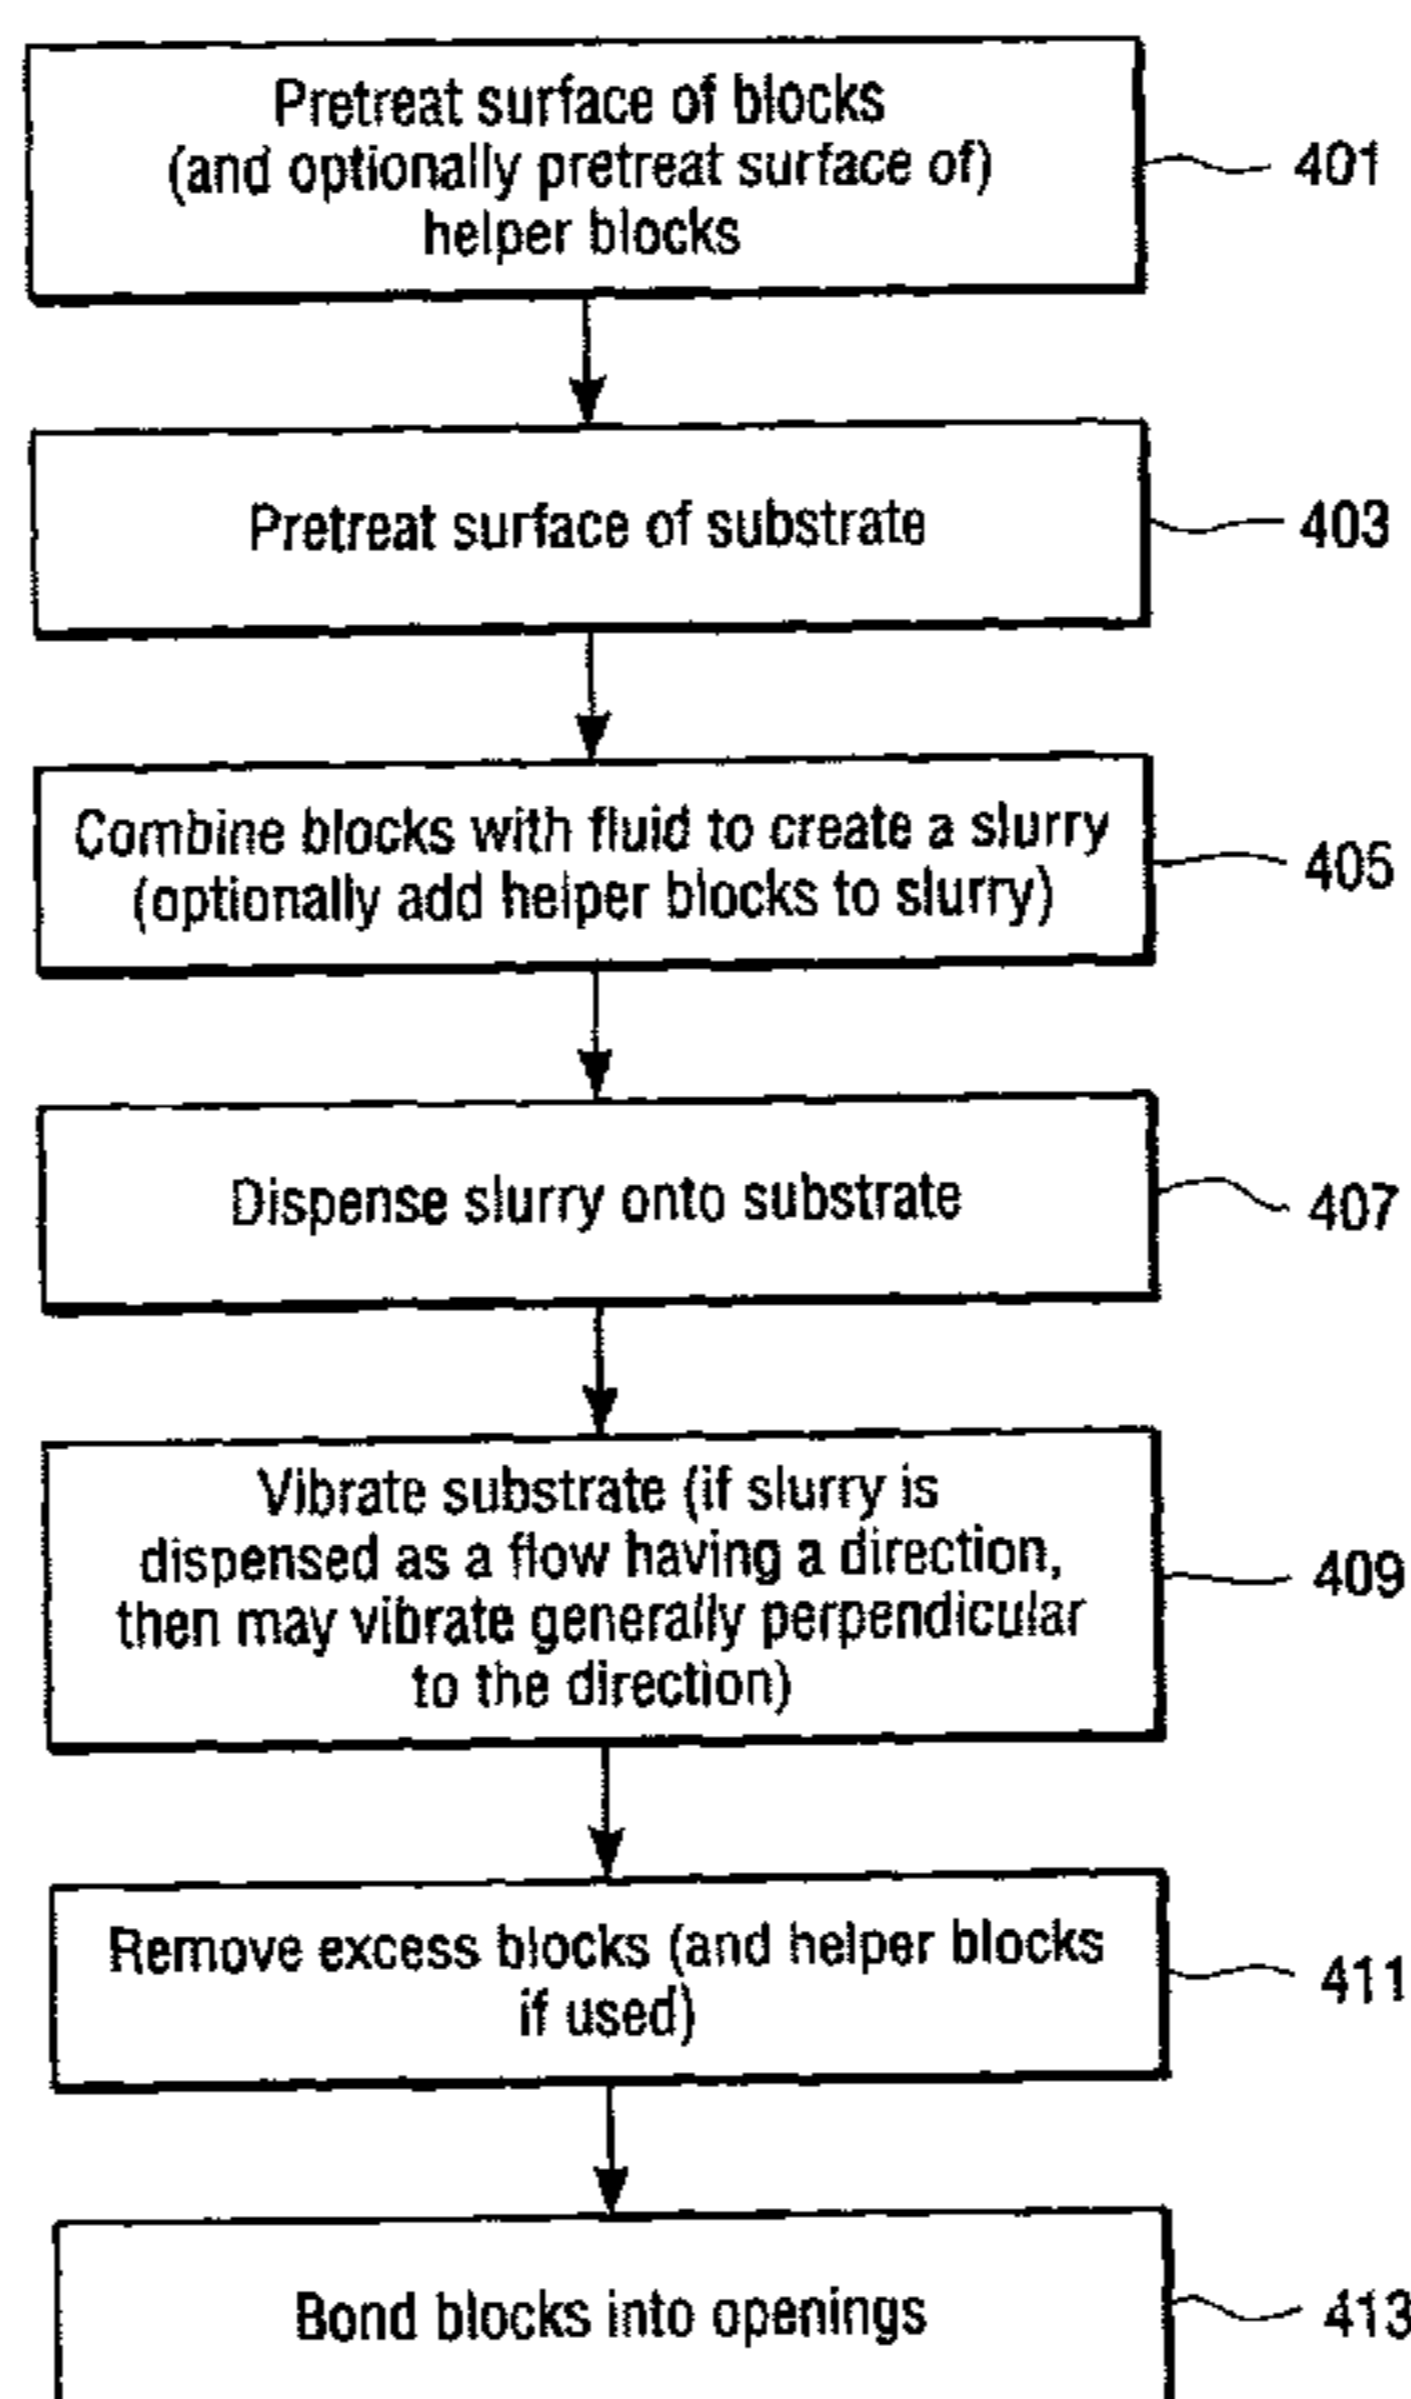 Pretreat surface of blocks
(and optionally pretreat surface of)
helper blocks
401
Pretreat surface of substrate
403
Combine blocks with fluid to create a slurry
(optionally add helper blocks to slurry)
405
Dispense slurry onto substrate
407
Vibrate substrate (if slurry is
dispensed as a flow having a direction,
then may vibrate generally perpendicular
to the direction)
409
Remove excess blocks (and helper blocks
if used)
411
Bond blocks into openings
413